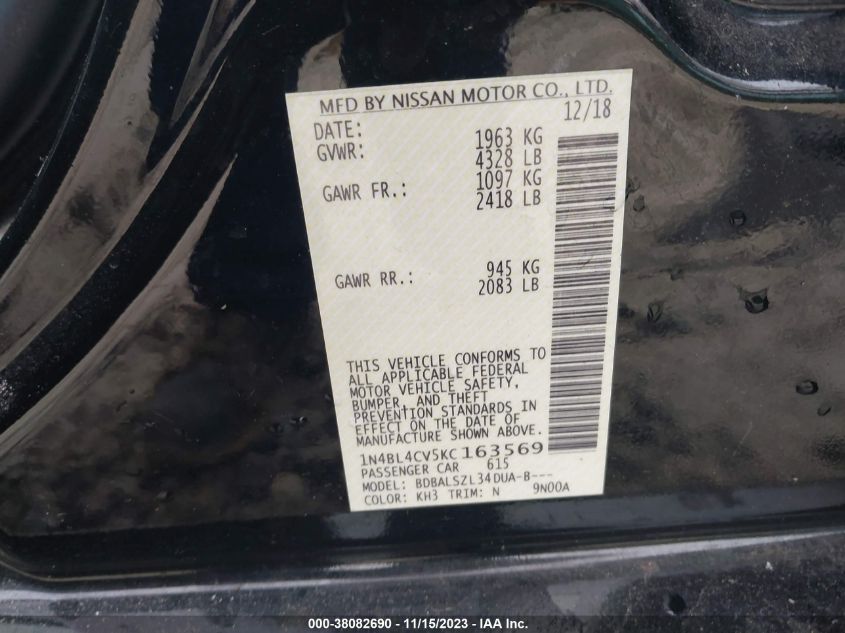 MFD BY NISSAN MOTOR CO., LTD.
DATE: 12/18
GVWR: 1963 KG
4328 LB
GAWR FR.: 1097 KG
2418 LB
GAWR RR.: 945 KG
2083 LB
THIS VEHICLE CONFORMS TO
ALL APPLICABLE FEDERAL
MOTOR VEHICLE SAFETY,
BUMPER, AND THEFT
PREVENTION STANDARDS IN
EFFECT ON THE DATE OF
MANUFACTURE SHOWN ABOVE.
1N4BL4CV5KC163569
PASSENGER CAR 615
MODEL: BDBALSZL34DUA-B---
COLOR: KH3 TRIM: N 9N00A
000-38082690 - 11/15/2023 - IAA Inc.